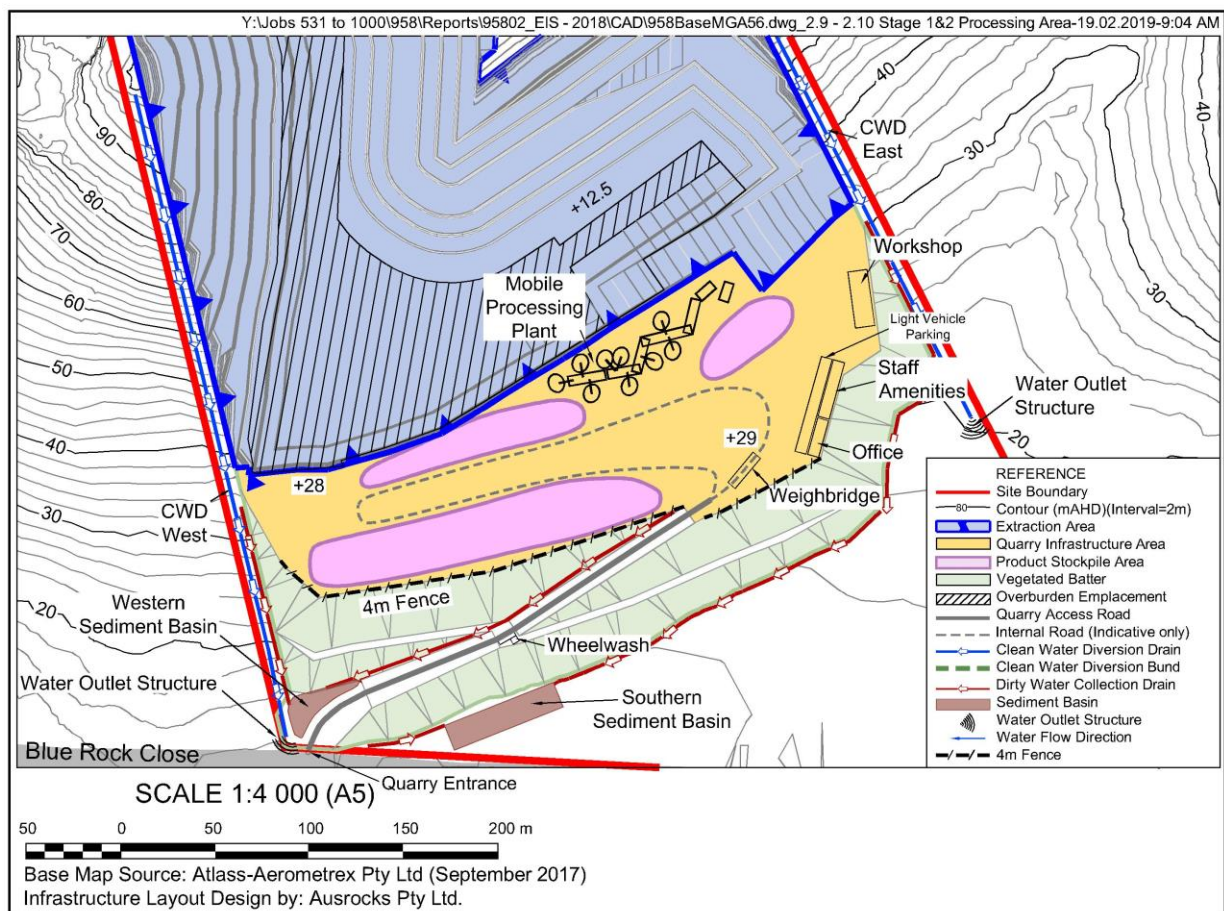 Y:\Jobs 531 to 1000\958\Reports\95802_EIS - 2018\CAD\958BaseMGA56.dwg_2.9 - 2.10 Stage 1&2 Processing Area-19.02.2019-9:04 AM
40
40
40
90
CWD
East
30
80
+12.5
70
Workshop
60
Mobile
Processing
Plant
30
Light Vehicle
Parking
50
Staff
Amenities
Water Outlet
Structure
40
20
+29
Office
+28
Weighbridge
CWD
West
30
REFERENCE
Site Boundary
80 Contour (mAHD)(Interval=2m)
Extraction Area
Quarry Infrastructure Area
Product Stockpile Area
Vegetated Batter
Overburden Emplacement
Quarry Access Road
Internal Road (Indicative only)
Clean Water Diversion Drain
Clean Water Diversion Bund
Dirty Water Collection Drain
Sediment Basin
Water Outlet Structure
Water Flow Direction
4m Fence
20
Western
Sediment Basin
4m Fence
Wheelwash
Water Outlet Structure
Southern
Sediment Basin
Blue Rock Close
Quarry Entrance
SCALE 1:4 000 (A5)
50 0 50 100 150 200 m
Base Map Source: Atlass-Aerometrex Pty Ltd (September 2017)
Infrastructure Layout Design by: Ausrocks Pty Ltd.